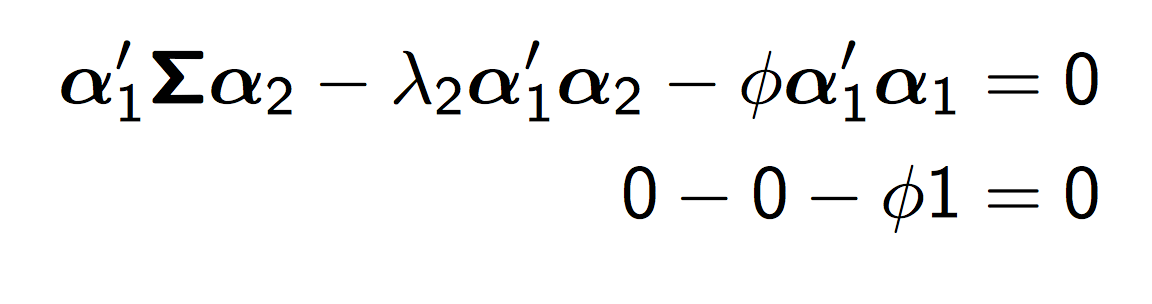 α′₁Σα₂ − λ₂α′₁α₂ − ϕα′₁α₁ = 0
0 − 0 − ϕ1 = 0